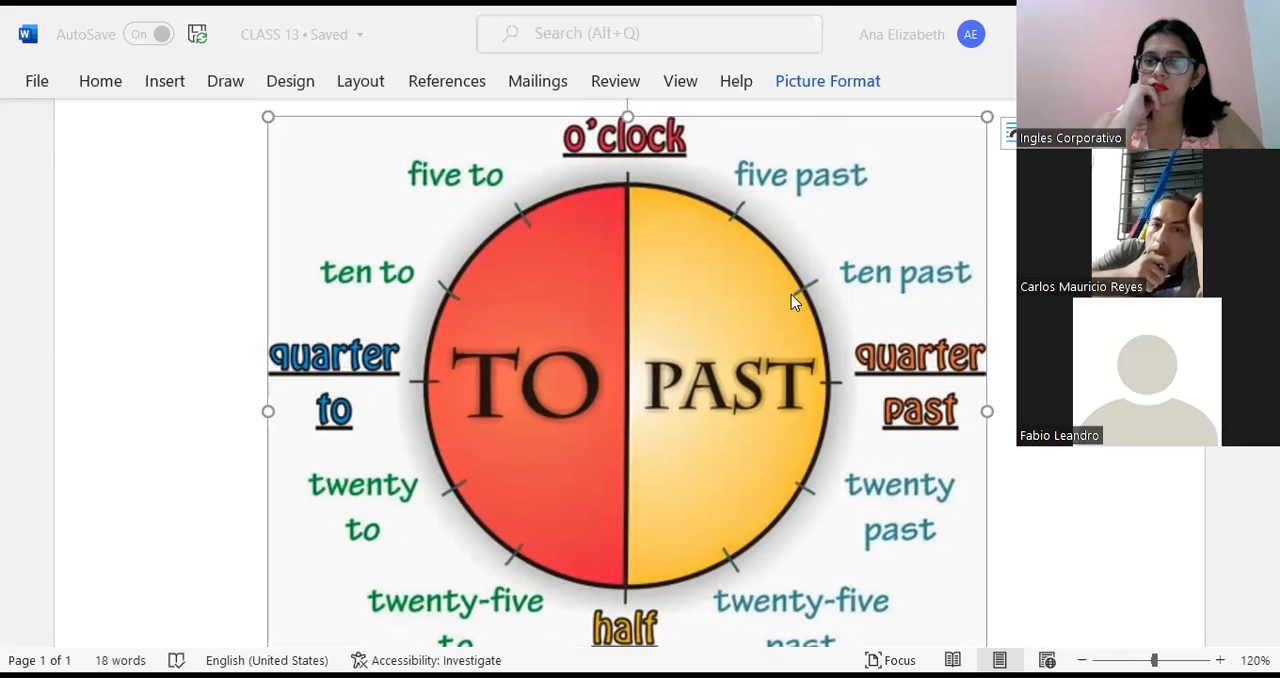 AutoSave On CLASS 13 • Saved Search (Alt+Q) Ana Elizabeth AE
File Home Insert Draw Design Layout References Mailings Review View Help Picture Format
o'clock
five to
five past
ten to
ten past
quarter
to
quarter
past
TO PAST
twenty
to
twenty
past
twenty-five
to
twenty-five
past
half
Ingles Corporativo
Carlos Mauricio Reyes
Fabio Leandro
Page 1 of 1 18 words English (United States) Accessibility: Investigate Focus 120%